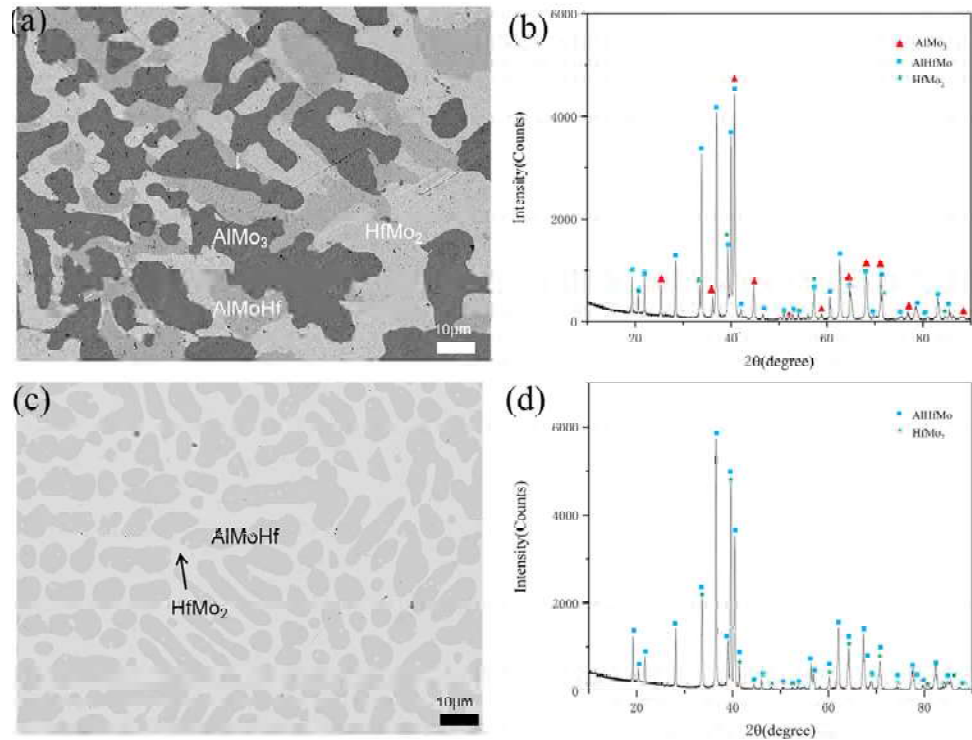 (a)
AlMo₃
HfMo₂
AlMoHf
10μm
(b)
6000
4000
2000
0
Intensity(Counts)
AlMo₃
AlHfMo
HfMo₂
20
40
60
80
2θ(degree)
(c)
AlMoHf
HfMo₂
10μm
(d)
6000
4000
2000
0
Intensity(Counts)
AlHfMo
HfMo₂
20
40
60
80
2θ(degree)